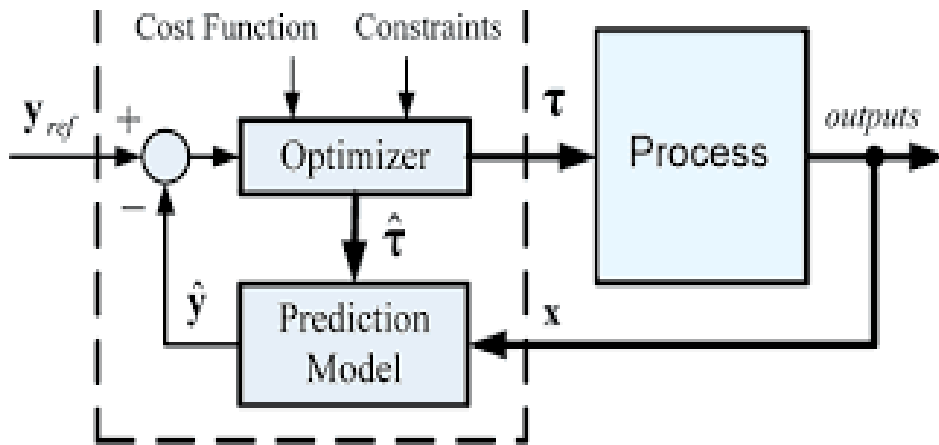 Cost Function
Constraints
y_ref
+
τ
outputs
Optimizer
Process
−
τ̂
ŷ
x
Prediction
Model